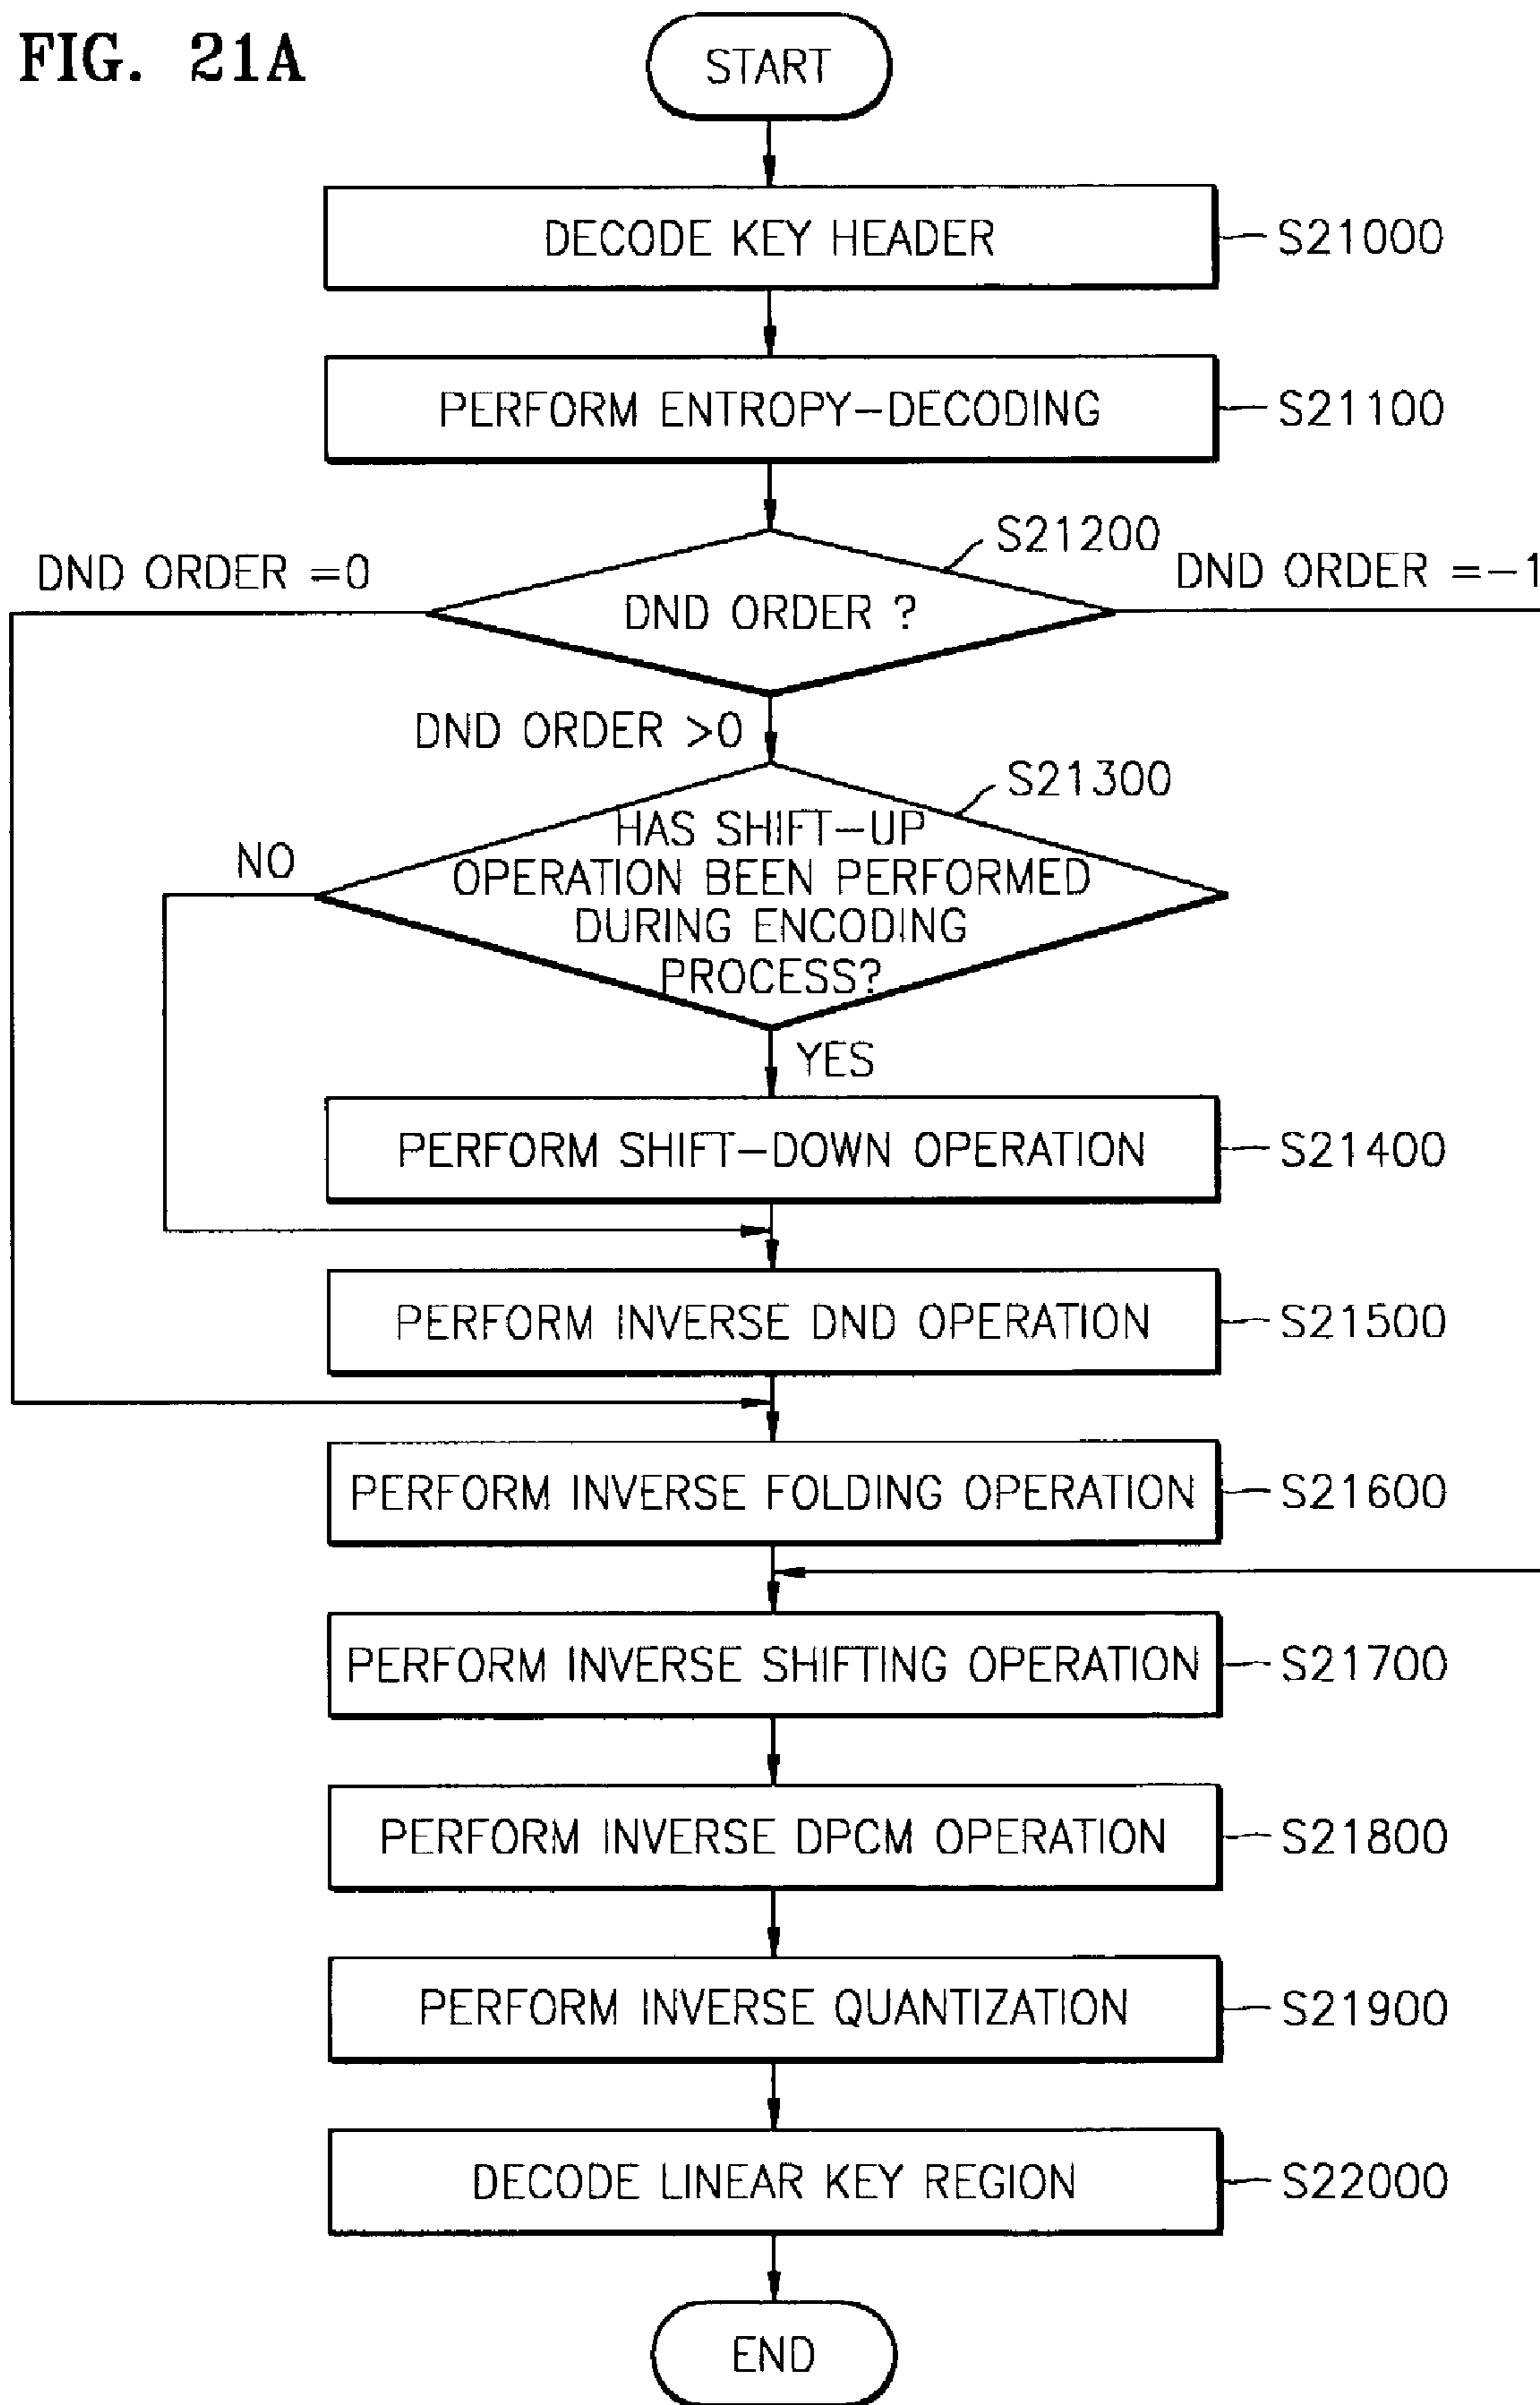 FIG. 21A
START
DECODE KEY HEADER
S21000
PERFORM ENTROPY-DECODING
S21100
S21200
DND ORDER =0
DND ORDER =-1
DND ORDER ?
DND ORDER >0
S21300
HAS SHIFT-UP
OPERATION BEEN PERFORMED
DURING ENCODING
PROCESS?
NO
YES
PERFORM SHIFT-DOWN OPERATION
S21400
PERFORM INVERSE DND OPERATION
S21500
PERFORM INVERSE FOLDING OPERATION
S21600
PERFORM INVERSE SHIFTING OPERATION
S21700
PERFORM INVERSE DPCM OPERATION
S21800
PERFORM INVERSE QUANTIZATION
S21900
DECODE LINEAR KEY REGION
S22000
END